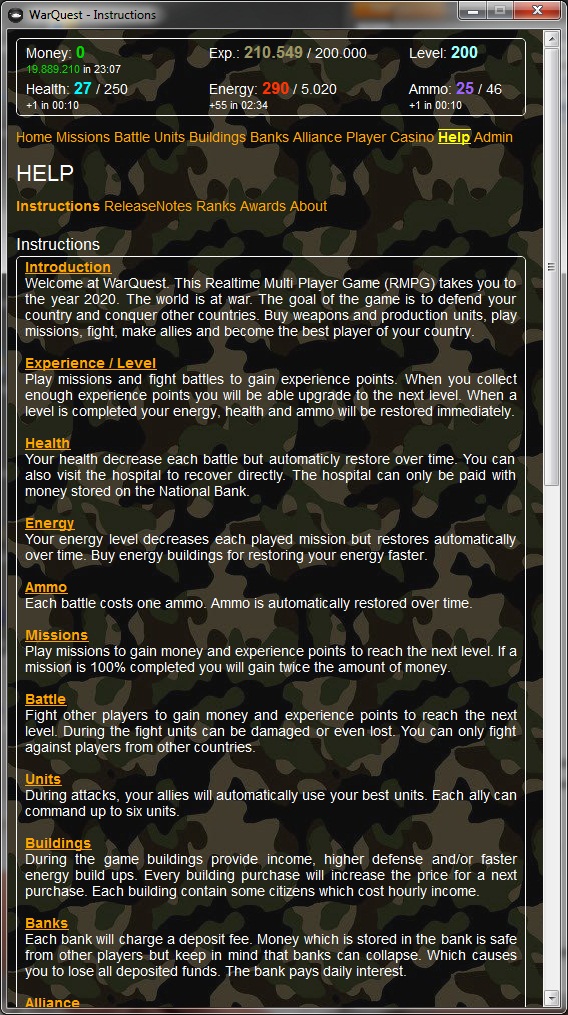 WarQuest - Instructions
Money: 0 Exp.: 210.549 / 200.000 Level: 200
19.889.210 in 23:07
Health: 27 / 250 Energy: 290 / 5.020 Ammo: 25 / 46
+1 in 00:10 +55 in 02:34 +1 in 00:10
Home Missions Battle Units Buildings Banks Alliance Player Casino Help Admin
HELP
Instructions ReleaseNotes Ranks Awards About
Instructions
Introduction
Welcome at WarQuest. This Realtime Multi Player Game (RMPG) takes you to
the year 2020. The world is at war. The goal of the game is to defend your
country and conquer other countries. Buy weapons and production units, play
missions, fight, make allies and become the best player of your country.
Experience / Level
Play missions and fight battles to gain experience points. When you collect
enough experience points you will be able upgrade to the next level. When a
level is completed your energy, health and ammo will be restored immediately.
Health
Your health decrease each battle but automaticly restore over time. You can
also visit the hospital to recover directly. The hospital can only be paid with
money stored on the National Bank.
Energy
Your energy level decreases each played mission but restores automatically
over time. Buy energy buildings for restoring your energy faster.
Ammo
Each battle costs one ammo. Ammo is automatically restored over time.
Missions
Play missions to gain money and experience points to reach the next level. If a
mission is 100% completed you will gain twice the amount of money.
Battle
Fight other players to gain money and experience points to reach the next
level. During the fight units can be damaged or even lost. You can only fight
against players from other countries.
Units
During attacks, your allies will automatically use your best units. Each ally can
command up to six units.
Buildings
During the game buildings provide income, higher defense and/or faster
energy build ups. Every building purchase will increase the price for a next
purchase. Each building contain some citizens which cost hourly income.
Banks
Each bank will charge a deposit fee. Money which is stored in the bank is safe
from other players but keep in mind that banks can collapse. Which causes
you to lose all deposited funds. The bank pays daily interest.
Alliance